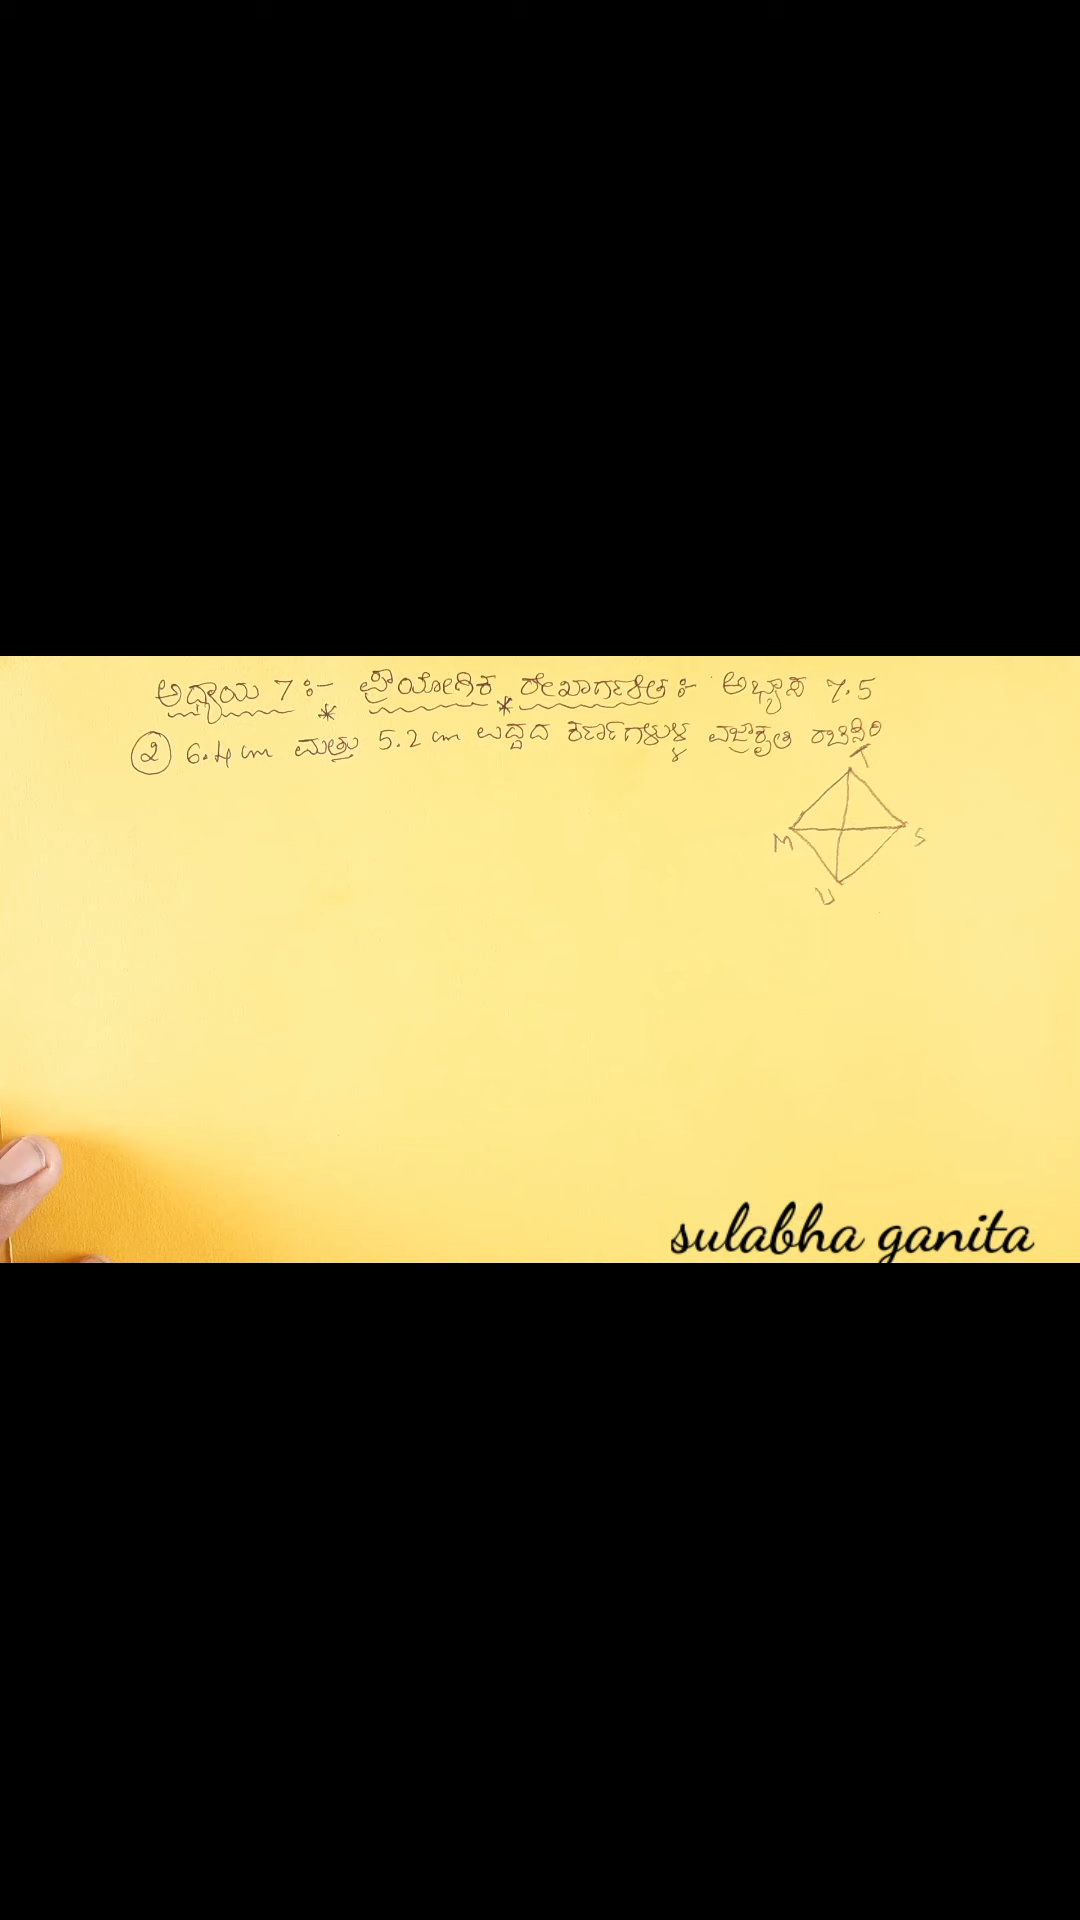 ಅಧ್ಯಾಯ 7 :- ಪ್ರಾಯೋಗಿಕ ರೇಖಾಗಣಿತ :- ಅಭ್ಯಾಸ 7.5
* *
② 6.4 cm ಮತ್ತು 5.2 cm ಉದ್ದದ ಕರ್ಣಗಳುಳ್ಳ ವಜ್ರಾಕೃತಿ ರಚಿಸಿರಿ
T
M S
U
sulabha ganita